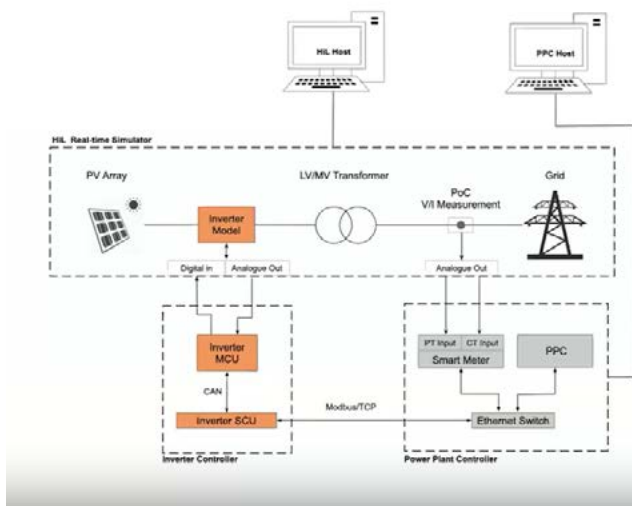 HIL Host
PPC Host
HIL Real-time Simulator
PV Array
LV/MV Transformer
PoC
V/I Measurement
Grid
Inverter
Model
Digital in
Analogue Out
Analogue Out
Inverter
MCU
PT Input
CT Input
Smart Meter
PPC
CAN
Modbus/TCP
Inverter SCU
Ethernet Switch
Inverter Controller
Power Plant Controller